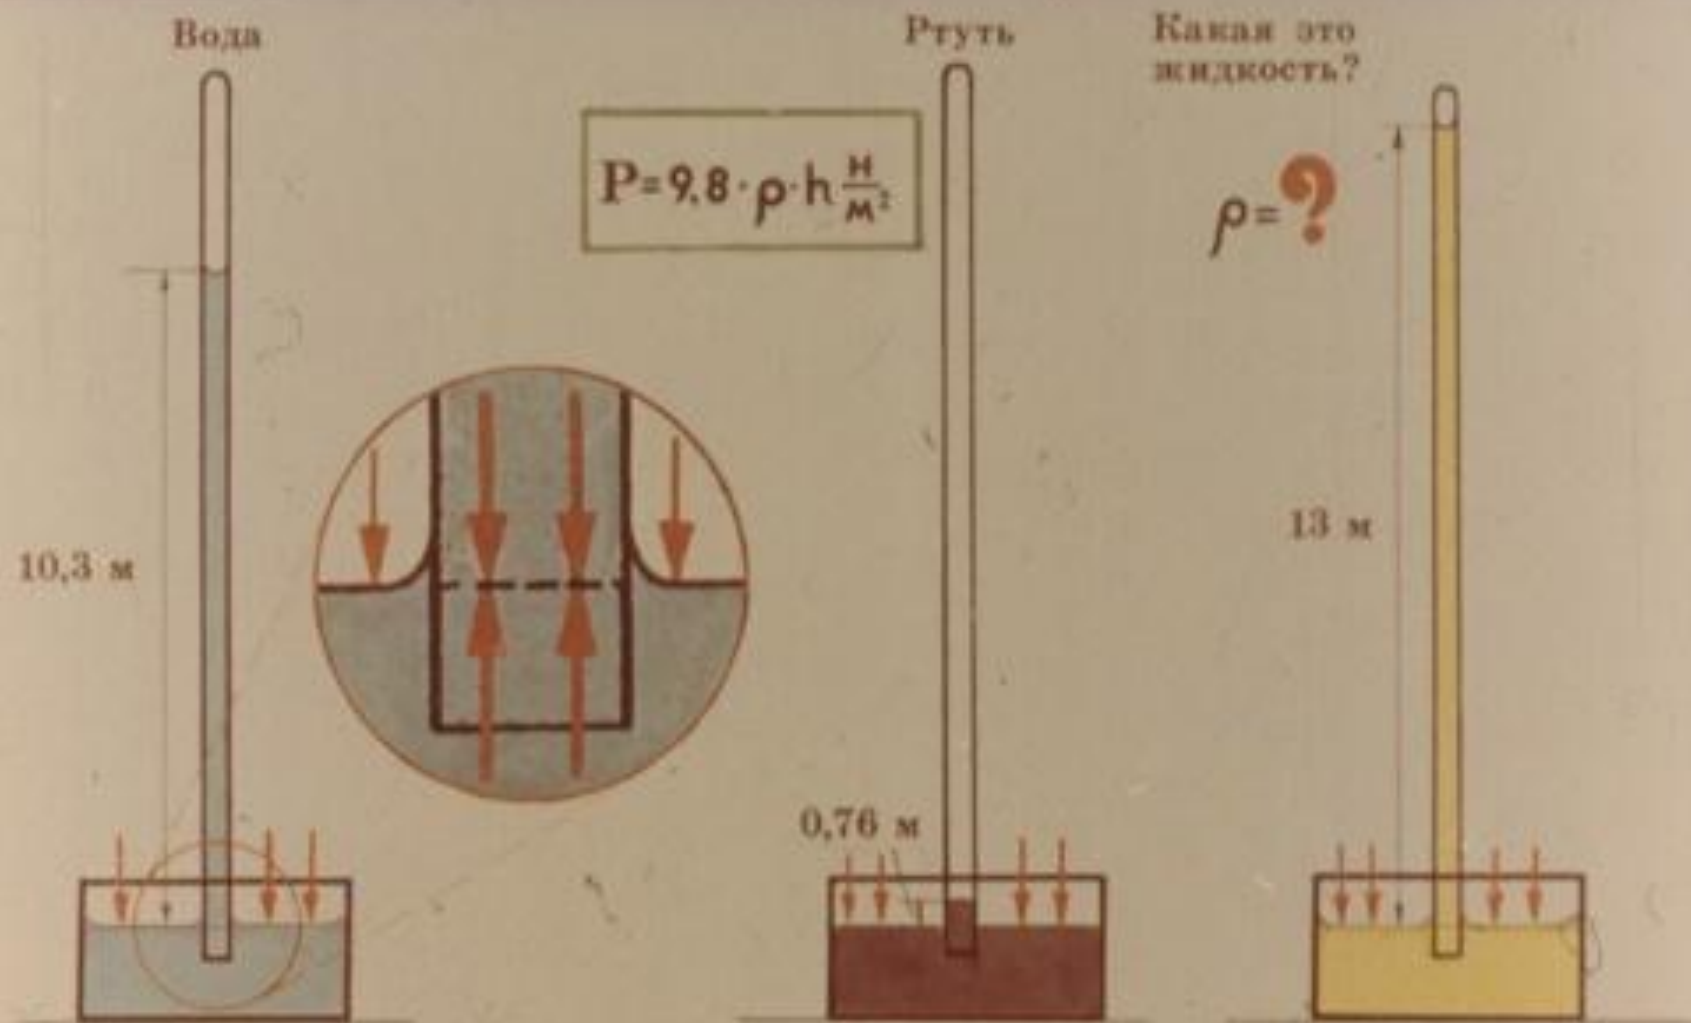 Вода
Ртуть
Какая это
жидкость?
P=9.8·ρ·h н/м²
ρ=?
13 м
10,3 м
0,76 м